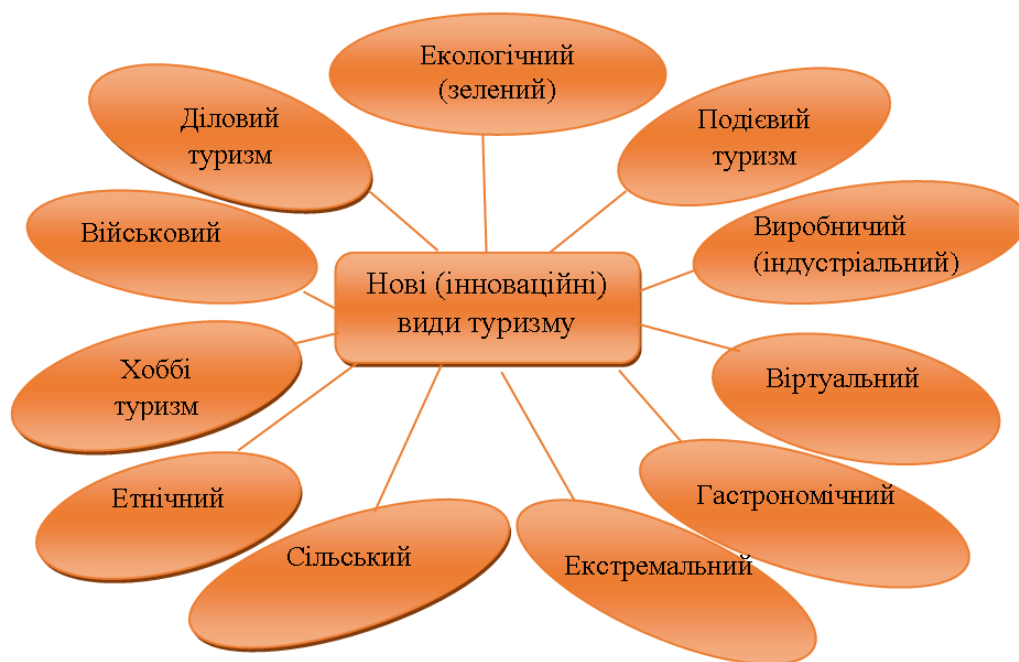 Екологічний
(зелений)
Діловий
туризм
Подієвий
туризм
Військовий
Виробничий
(індустріальний)
Нові (інноваційні)
види туризму
Хоббі
туризм
Віртуальний
Етнічний
Гастрономічний
Сільський
Екстремальний